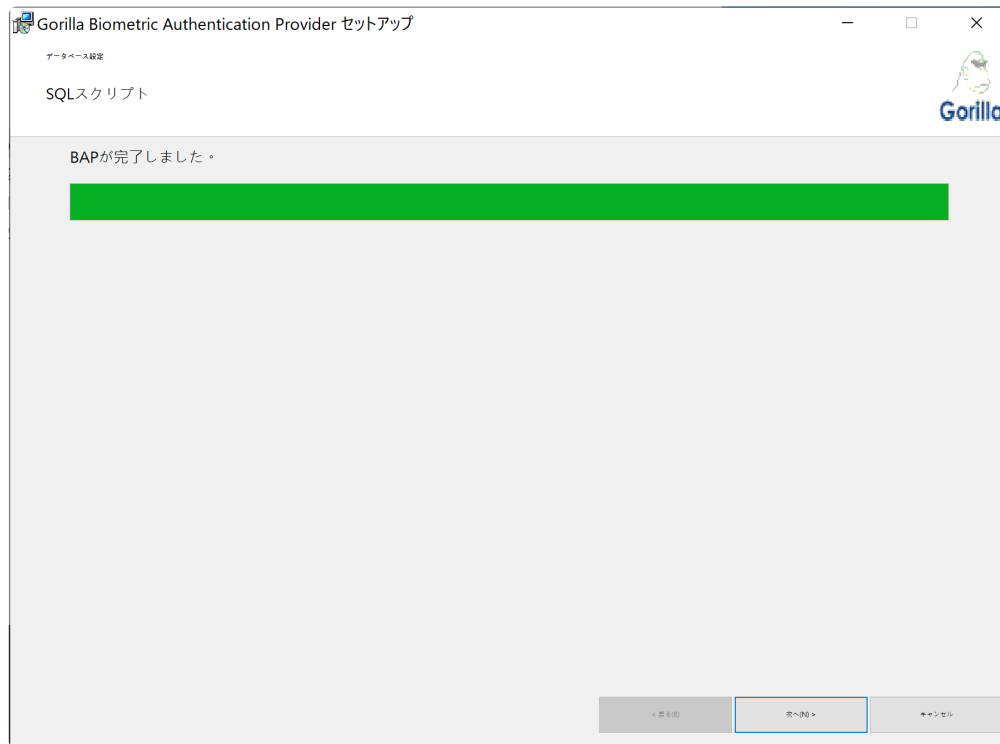 Gorilla Biometric Authentication Provider セットアップ
データベース設定
SQLスクリプト
Gorilla
BAPが完了しました。
< 戻る(B)
次へ(N) >
キャンセル